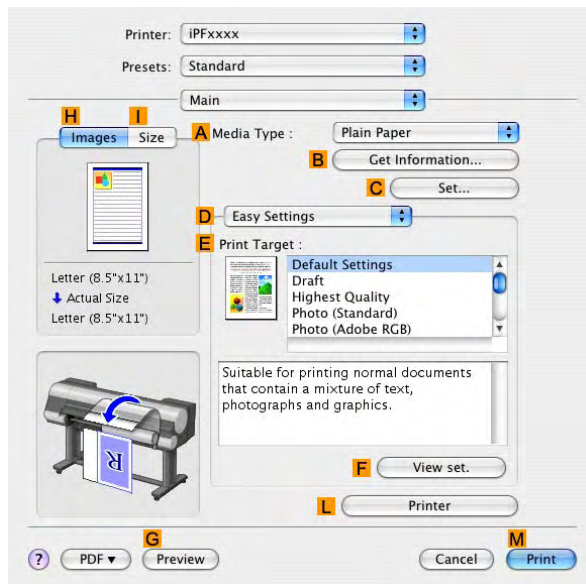 Printer: iPFxxxx
Presets: Standard
Main
H I
Images Size
A Media Type : Plain Paper
B Get Information...
C Set...
D Easy Settings
E Print Target :
Default Settings
Draft
Highest Quality
Photo (Standard)
Photo (Adobe RGB)
Letter (8.5"x11")
Actual Size
Letter (8.5"x11")
Suitable for printing normal documents
that contain a mixture of text,
photographs and graphics.
R
F View set.
L Printer
G M
? PDF Preview Cancel Print